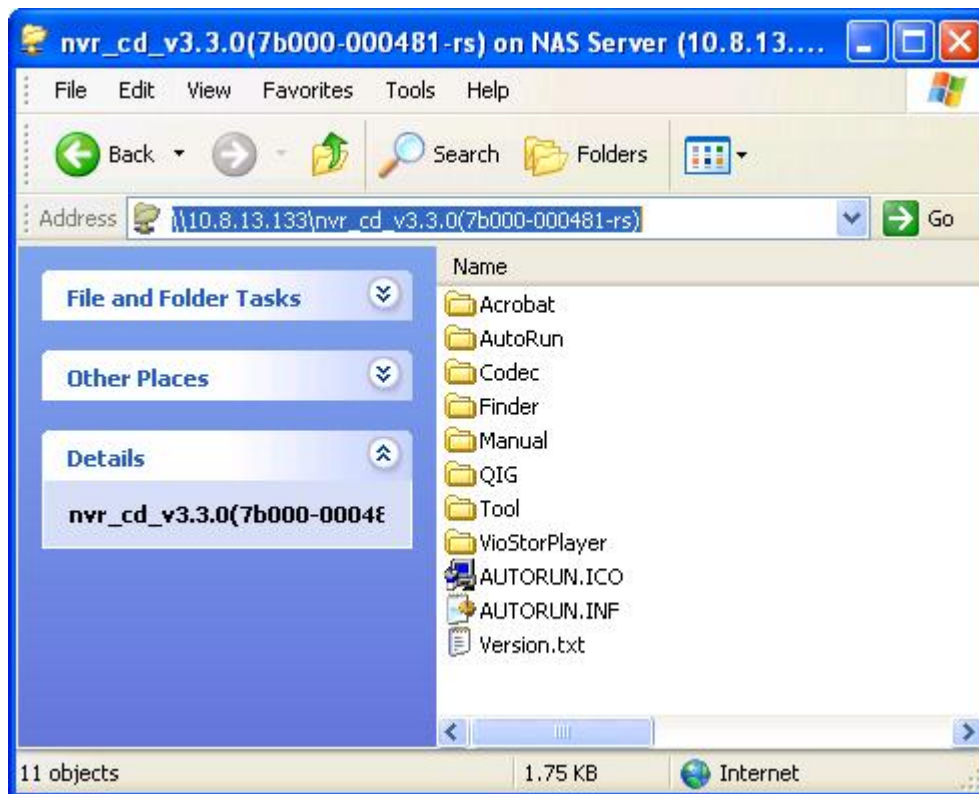 nvr_cd_v3.3.0(7b000-000481-rs) on NAS Server (10.8.13....
File Edit View Favorites Tools Help
Back Search Folders
Address \\10.8.13.133\nvr_cd_v3.3.0(7b000-000481-rs) Go
Name
File and Folder Tasks
Other Places
Details
nvr_cd_v3.3.0(7b000-00048
Acrobat
AutoRun
Codec
Finder
Manual
QIG
Tool
VioStorPlayer
AUTORUN.ICO
AUTORUN.INF
Version.txt
11 objects 1.75 KB Internet